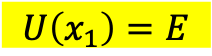 U(x₁) = E